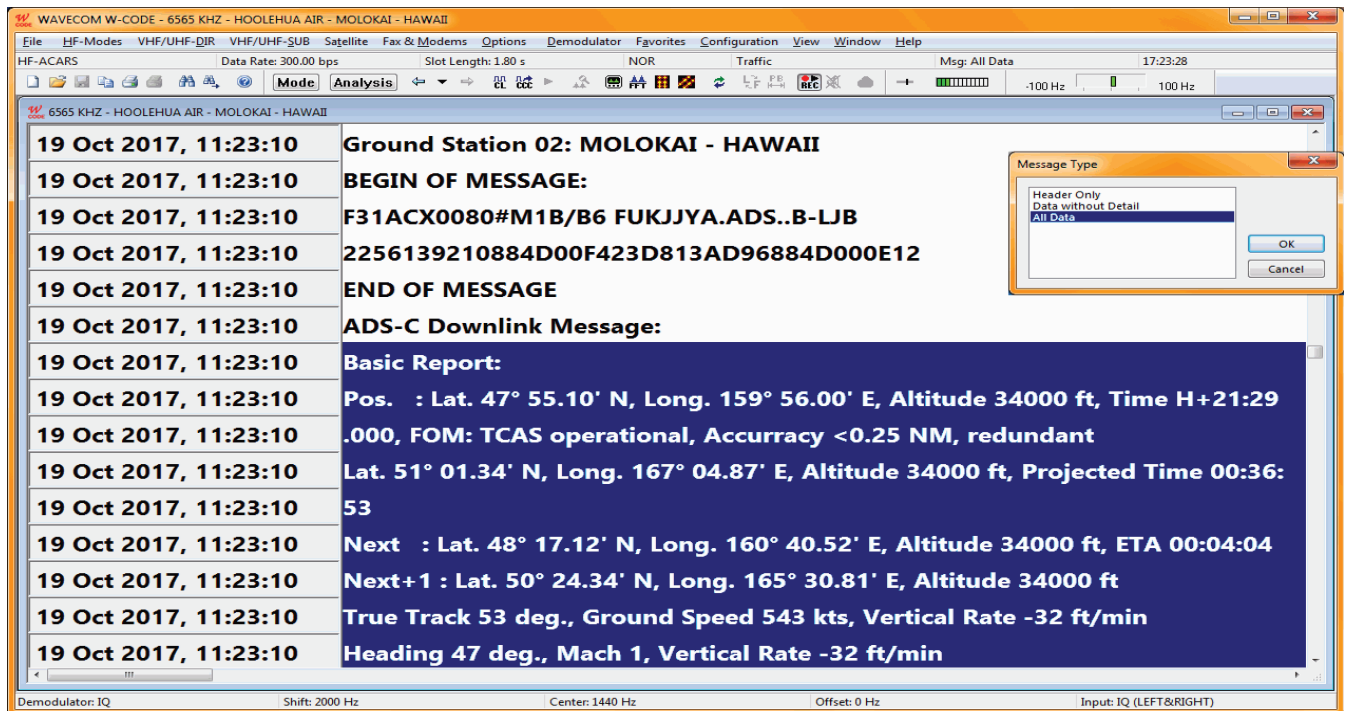 WAVECOM W-CODE - 6565 KHZ - HOOLEHUA AIR - MOLOKAI - HAWAII
File HF-Modes VHF/UHF-DIR VHF/UHF-SUB Satellite Fax & Modems Options Demodulator Favorites Configuration View Window Help
HF-ACARS Data Rate: 300.00 bps Slot Length: 1.80 s NOR Traffic Msg: All Data 17:23:28
Mode Analysis CL CCC REC -100 Hz 100 Hz
6565 KHZ - HOOLEHUA AIR - MOLOKAI - HAWAII
19 Oct 2017, 11:23:10 Ground Station 02: MOLOKAI - HAWAII
19 Oct 2017, 11:23:10 BEGIN OF MESSAGE:
19 Oct 2017, 11:23:10 F31ACX0080#M1B/B6 FUKJJYA.ADS..B-LJB
19 Oct 2017, 11:23:10 2256139210884D00F423D813AD96884D000E12
19 Oct 2017, 11:23:10 END OF MESSAGE
19 Oct 2017, 11:23:10 ADS-C Downlink Message:
19 Oct 2017, 11:23:10 Basic Report:
19 Oct 2017, 11:23:10 Pos. : Lat. 47° 55.10' N, Long. 159° 56.00' E, Altitude 34000 ft, Time H+21:29
19 Oct 2017, 11:23:10 .000, FOM: TCAS operational, Accurracy <0.25 NM, redundant
19 Oct 2017, 11:23:10 Lat. 51° 01.34' N, Long. 167° 04.87' E, Altitude 34000 ft, Projected Time 00:36:
19 Oct 2017, 11:23:10 53
19 Oct 2017, 11:23:10 Next : Lat. 48° 17.12' N, Long. 160° 40.52' E, Altitude 34000 ft, ETA 00:04:04
19 Oct 2017, 11:23:10 Next+1 : Lat. 50° 24.34' N, Long. 165° 30.81' E, Altitude 34000 ft
19 Oct 2017, 11:23:10 True Track 53 deg., Ground Speed 543 kts, Vertical Rate -32 ft/min
19 Oct 2017, 11:23:10 Heading 47 deg., Mach 1, Vertical Rate -32 ft/min
Message Type
Header Only
Data without Detail
All Data
OK
Cancel
Demodulator: IQ Shift: 2000 Hz Center: 1440 Hz Offset: 0 Hz Input: IQ (LEFT&RIGHT)